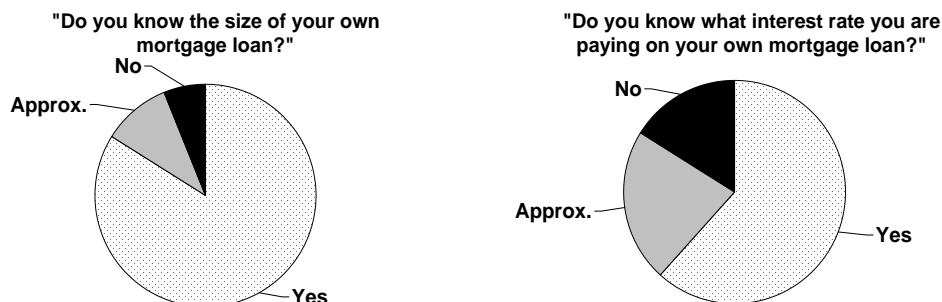 "Do you know the size of your own
mortgage loan?"
No
Approx.
Yes
"Do you know what interest rate you are
paying on your own mortgage loan?"
No
Approx.
Yes